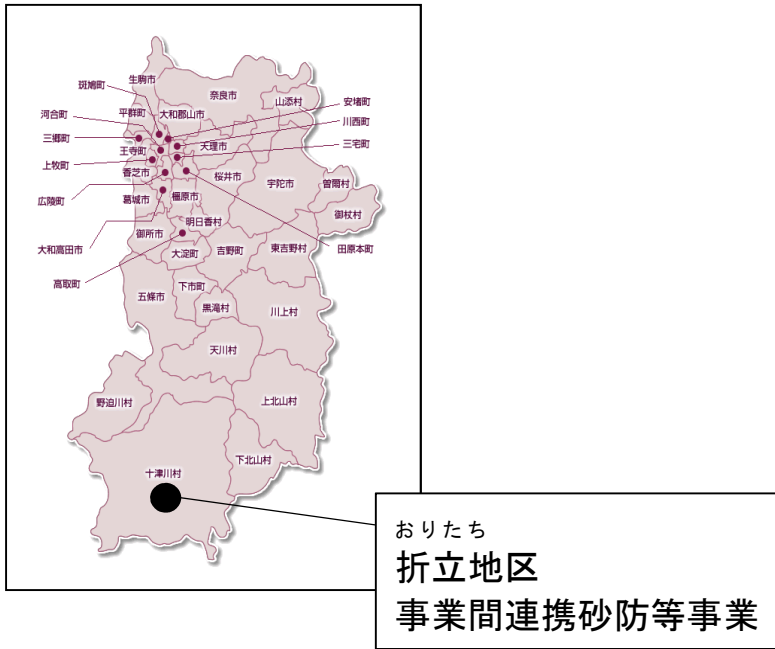 生駒市
斑鳩町
奈良市
山添村
安堵町
河合町
平群町
大和郡山市
川西町
三郷町
王寺町
天理市
三宅町
上牧町
香芝市
桜井市
宇陀市
曽爾村
広陵町
葛城市
橿原市
御杖村
明日香村
御所市
大和高田市
大淀町
吉野町
東吉野村
田原本町
高取町
五條市
下市町
黒滝村
川上村
天川村
野迫川村
上北山村
下北山村
十津川村
おりたち
折立地区
事業間連携砂防等事業